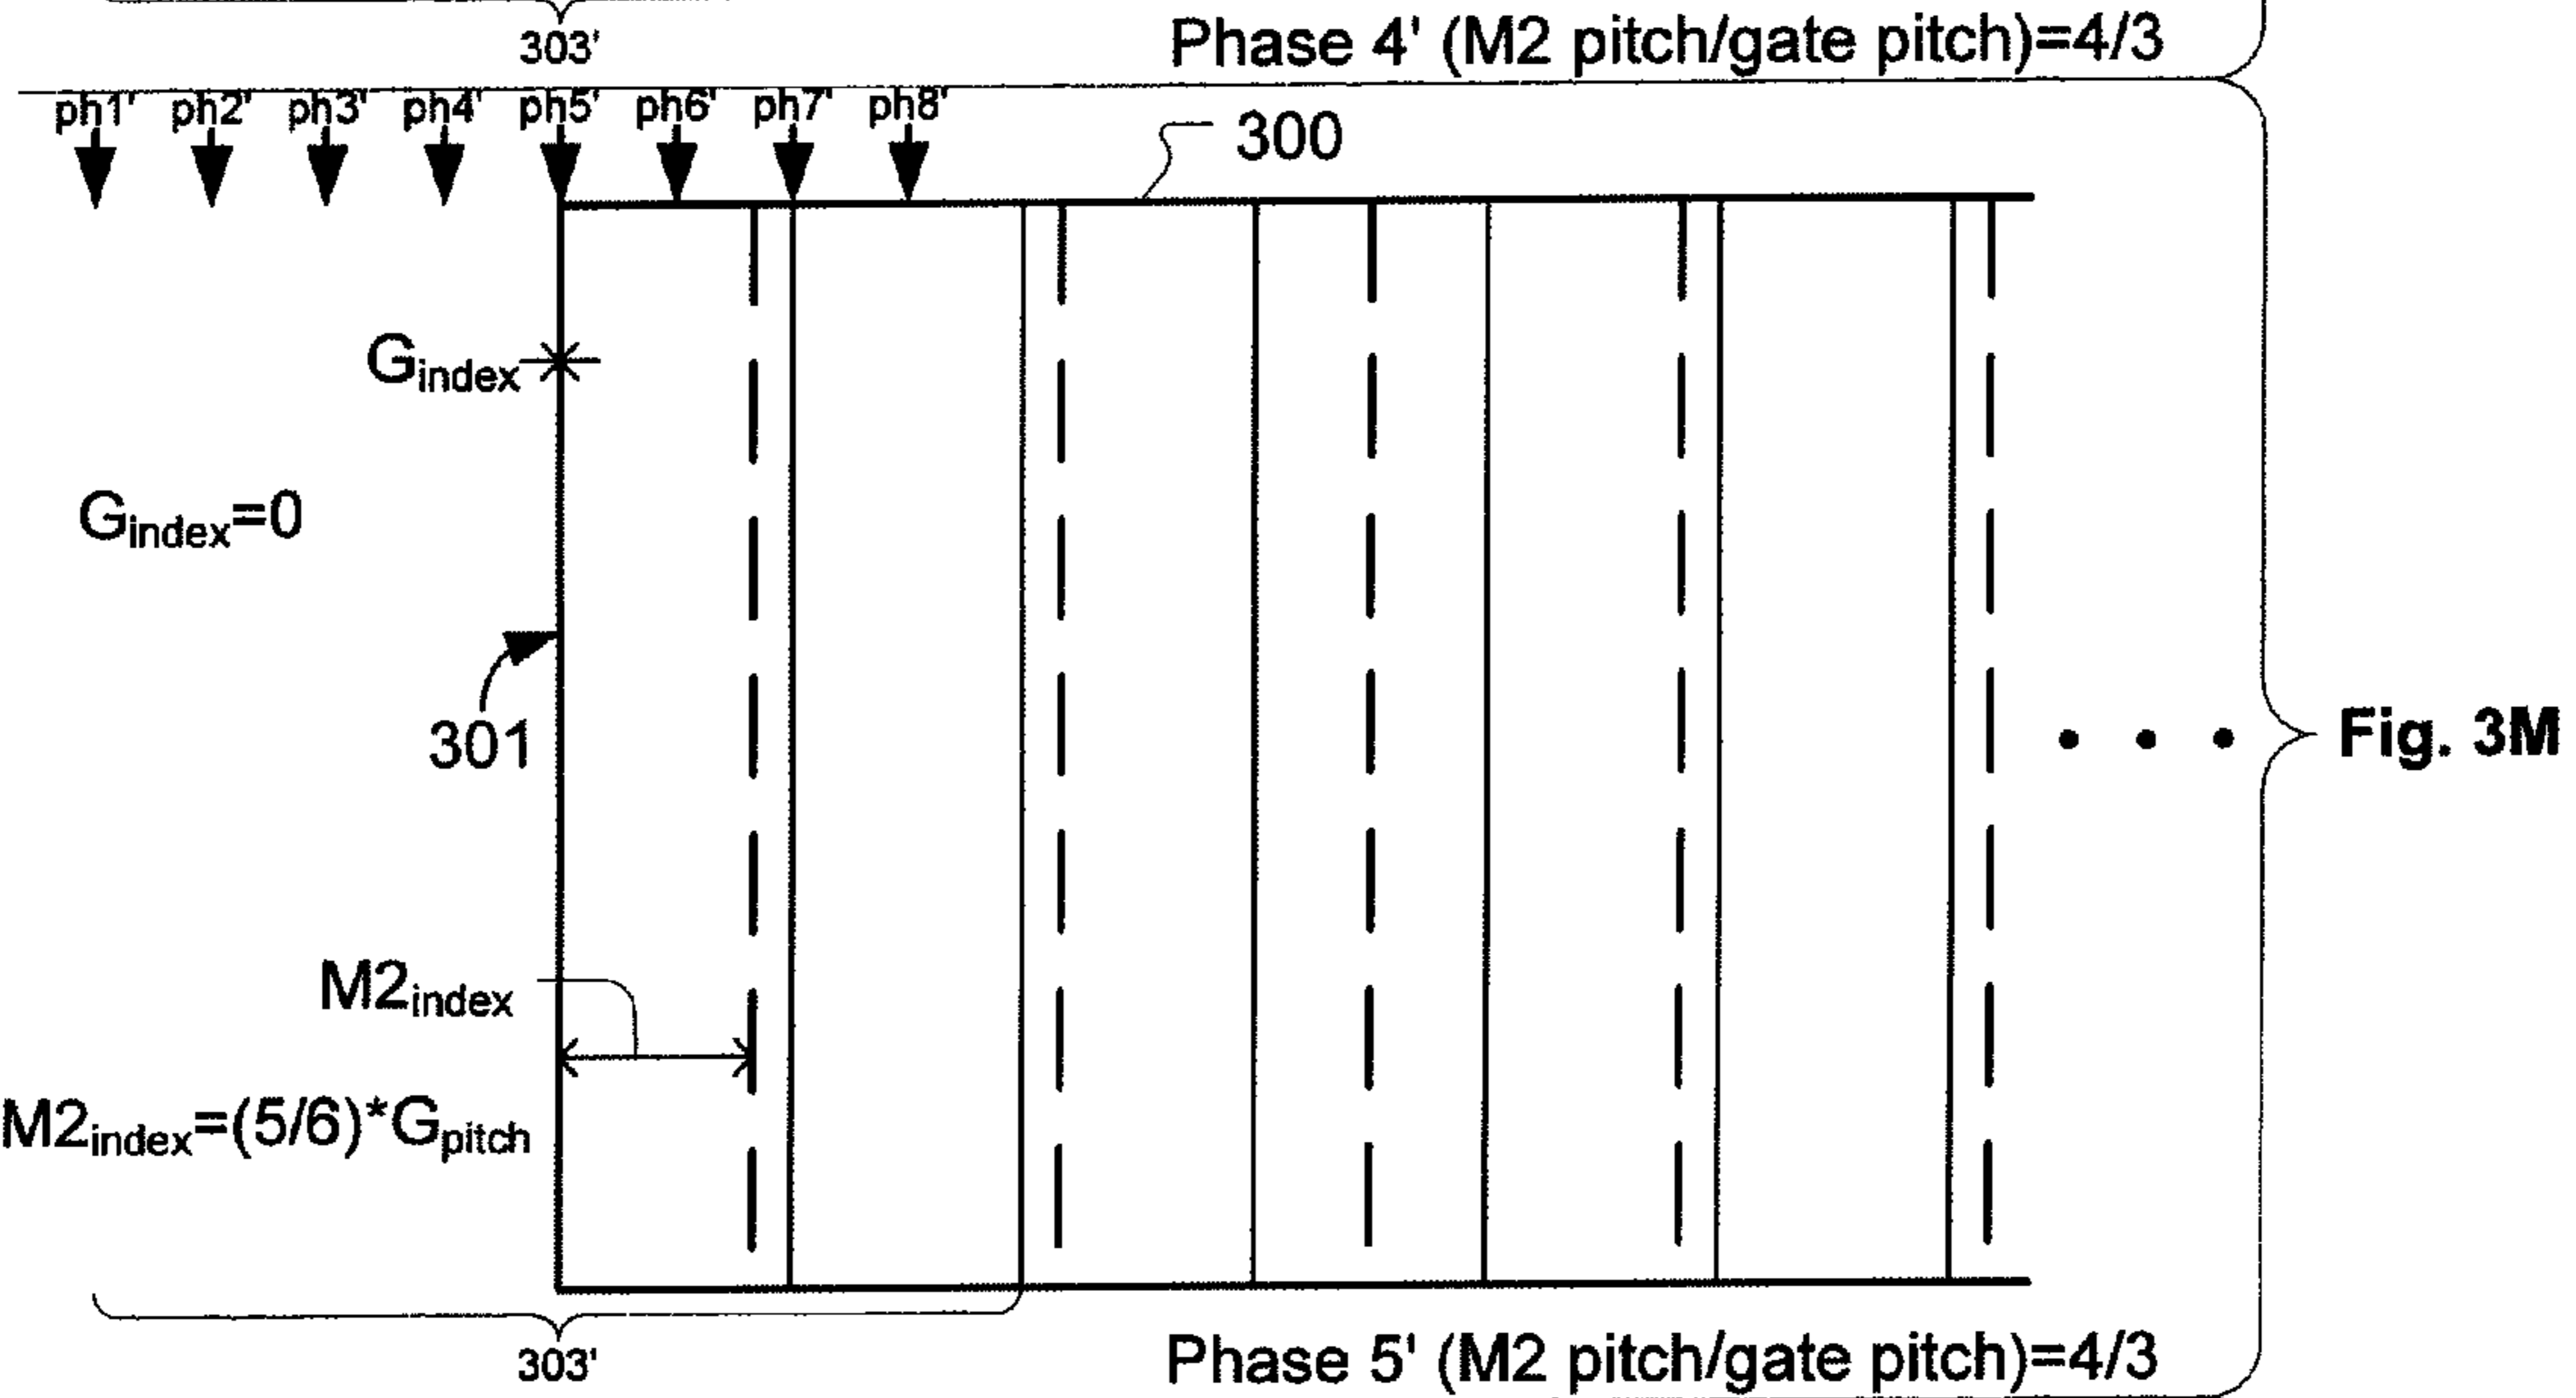 303'
Phase 4' (M2 pitch/gate pitch)=4/3
ph1' ph2' ph3' ph4' ph5' ph6' ph7' ph8'
300
Gindex
Gindex=0
301
Fig. 3M
M2index
M2index=(5/6)*Gpitch
303'
Phase 5' (M2 pitch/gate pitch)=4/3